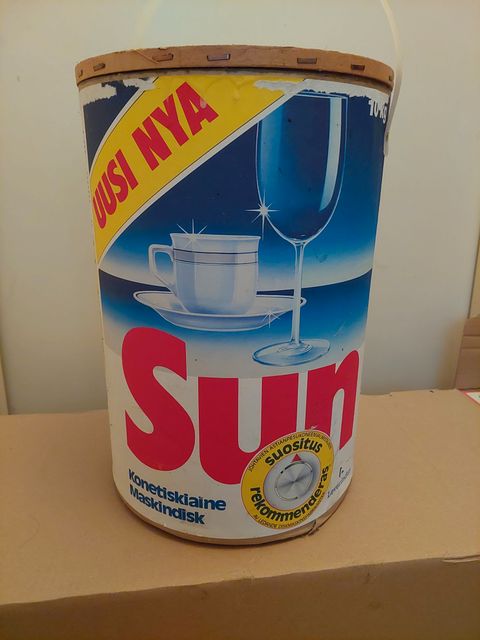 UUSI NYA
10 KG
Sun
Konetiskiaine
Maskindisk
suositus
rekommenderas